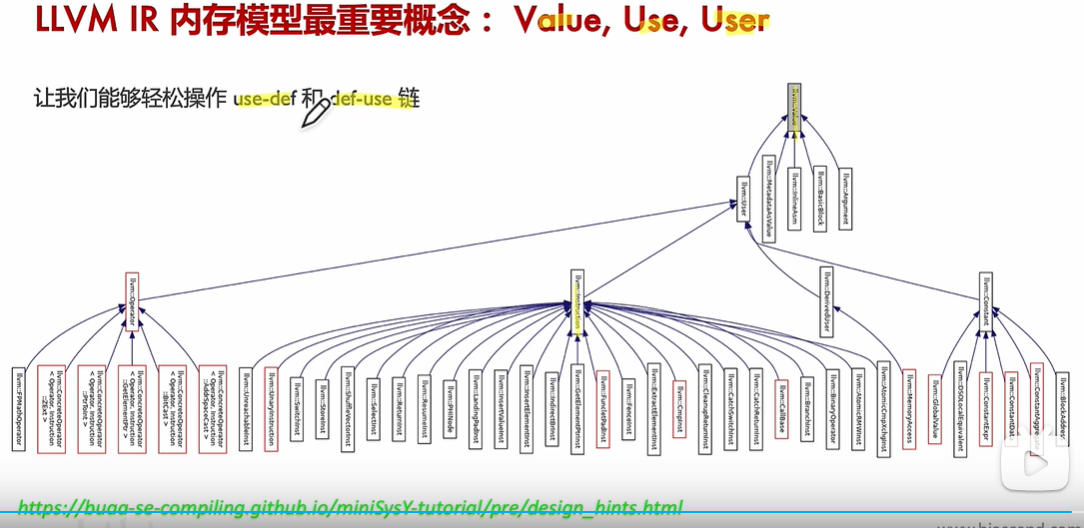 LLVM IR 内存模型最重要概念： Value, Use, User
让我们能够轻松操作 use-def 和 def-use 链
llvm::Value
llvm::User
llvm::MetadataAsValue
llvm::InlineAsm
llvm::BasicBlock
llvm::Argument
llvm::Operator
llvm::Instruction
llvm::DerivedUser
llvm::Constant
llvm::FPMathOperator
llvm::ConcreteOperator
< Operator, Instruction
::ZExt >
llvm::ConcreteOperator
< Operator, Instruction
::PtrToInt >
llvm::ConcreteOperator
< Operator, Instruction
::GetElementPtr >
llvm::ConcreteOperator
< Operator, Instruction
::BitCast >
llvm::ConcreteOperator
< Operator, Instruction
::AddrSpaceCast >
llvm::UnreachableInst
llvm::UnaryInstruction
llvm::SwitchInst
llvm::StoreInst
llvm::ShuffleVectorInst
llvm::SelectInst
llvm::ReturnInst
llvm::ResumeInst
llvm::PHINode
llvm::LandingPadInst
llvm::InsertValueInst
llvm::InsertElementInst
llvm::IndirectBrInst
llvm::GetElementPtrInst
llvm::FuncletPadInst
llvm::FenceInst
llvm::ExtractElementInst
llvm::CmpInst
llvm::CleanupReturnInst
llvm::CatchSwitchInst
llvm::CatchReturnInst
llvm::CallBase
llvm::BranchInst
llvm::BinaryOperator
llvm::AtomicRMWInst
llvm::AtomicCmpXchgInst
llvm::MemoryAccess
llvm::GlobalValue
llvm::DSOLocalEquivalent
llvm::ConstantExpr
llvm::ConstantDat
llvm::ConstantAggre
llvm::BlockAddres
https://buaa-se-compiling.github.io/miniSysY-tutorial/pre/design_hints.html